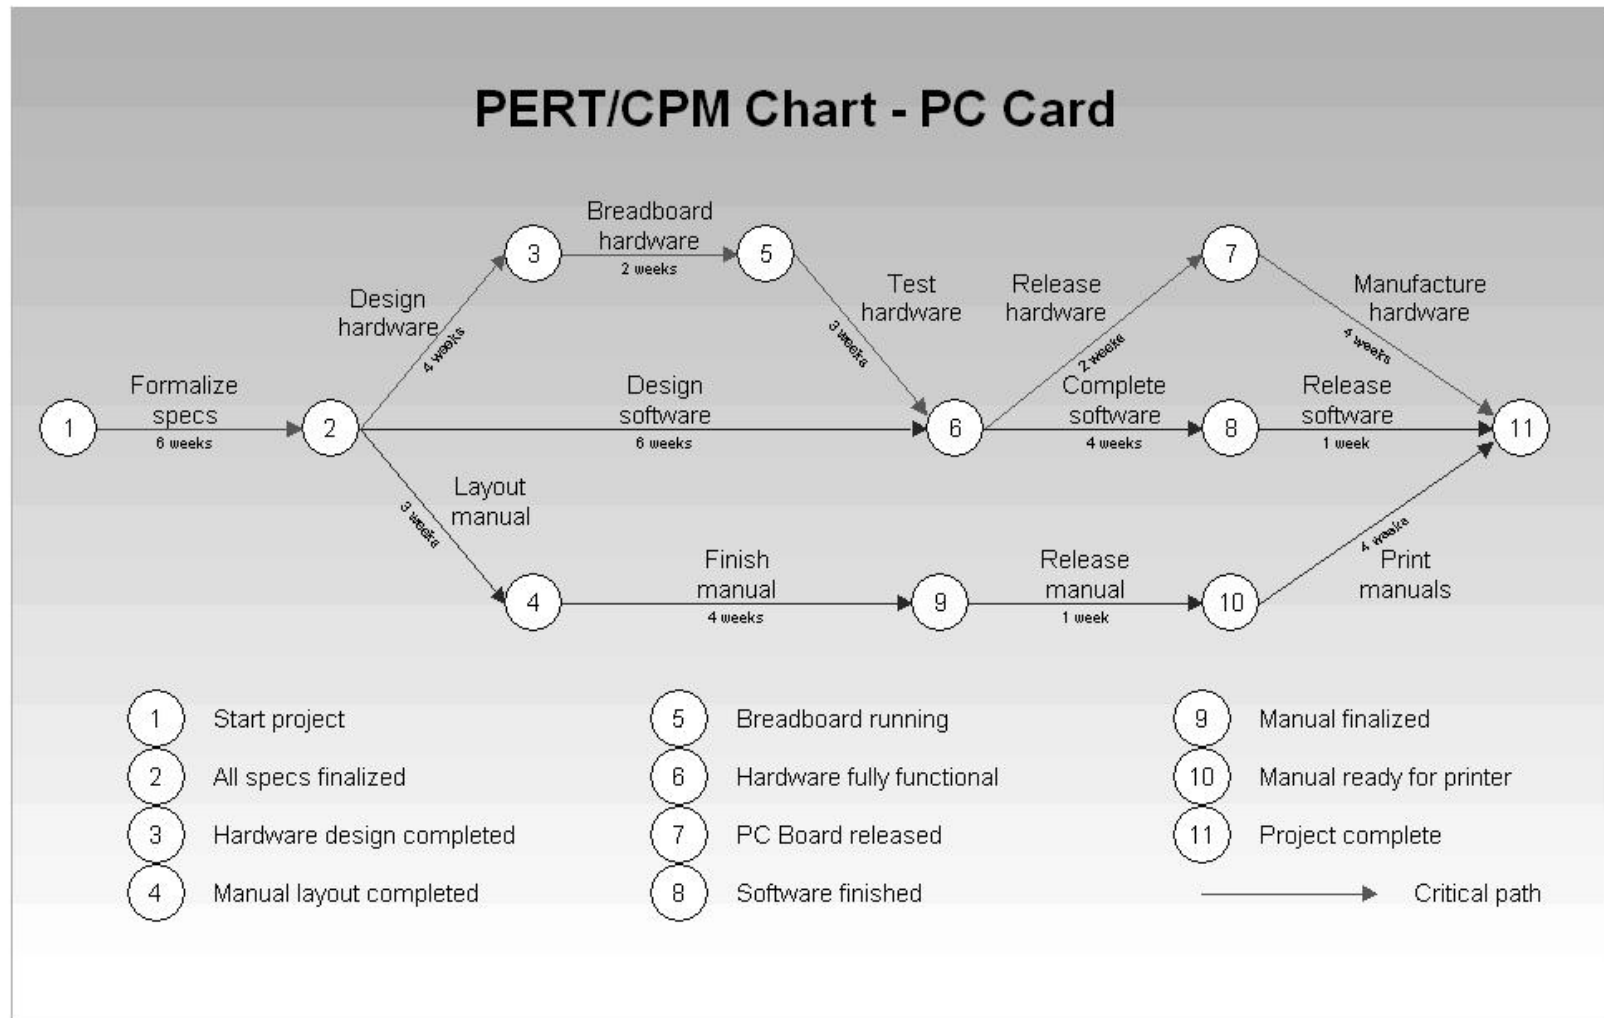 PERT/CPM Chart - PC Card
Breadboard
hardware
2 weeks
3
5
7
Design
hardware
4 weeks
Test
hardware
3 weeks
Release
hardware
2 weeks
Manufacture
hardware
4 weeks
Formalize
specs
6 weeks
Design
software
6 weeks
Complete
software
4 weeks
Release
software
1 week
1
2
6
8
11
Layout
manual
3 weeks
Finish
manual
4 weeks
Release
manual
1 week
4 weeks
Print
manuals
4
9
10
1 Start project
2 All specs finalized
3 Hardware design completed
4 Manual layout completed
5 Breadboard running
6 Hardware fully functional
7 PC Board released
8 Software finished
9 Manual finalized
10 Manual ready for printer
11 Project complete
Critical path